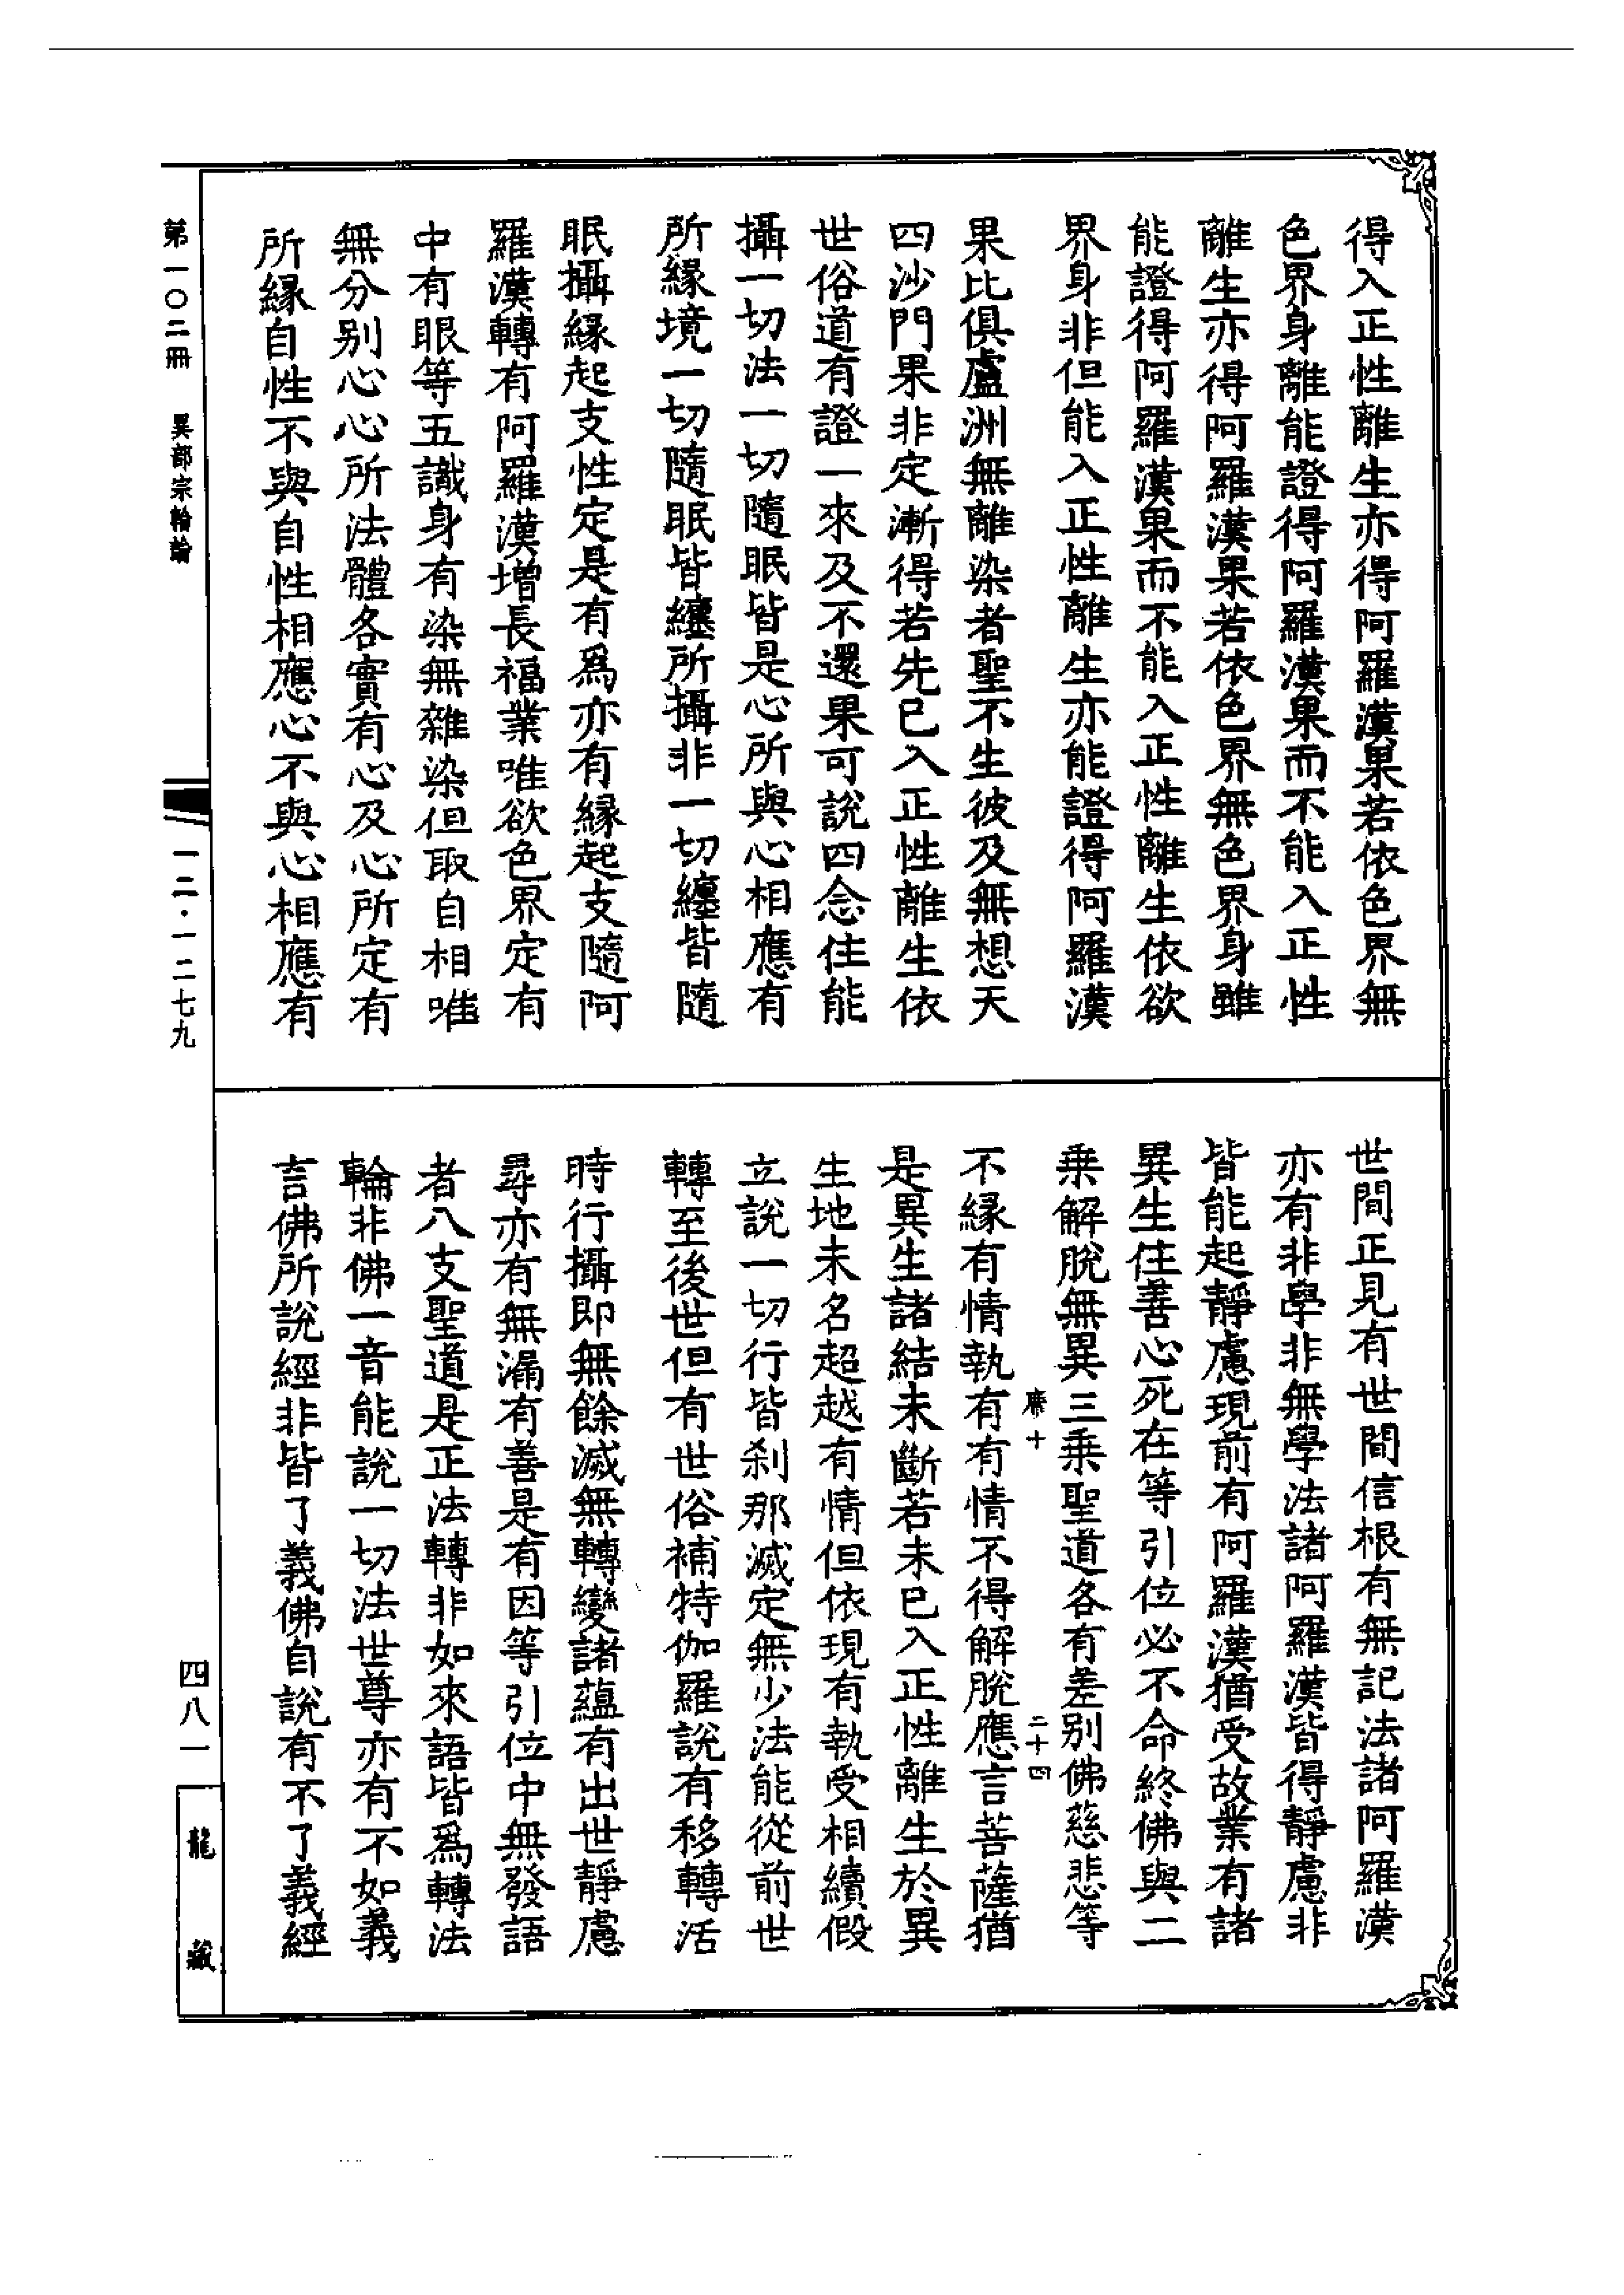 得入正性離生亦得阿羅漢果若依色界無
色界身離能證得阿羅漢果而不能入正性
離生亦得阿羅漢果若依色界無色界身雖
能證得阿羅漢果而不能入正性離生依欲
界身非但能入正性離生亦能證得阿羅漢
果比俱盧洲無離染者聖不生彼及無想天
四沙門果非定漸得若先已入正性離生依
世俗道有證一來及不還果可說四念住能
攝一切法一切隨眠皆是心所與心相應有
所緣境一切隨眠皆纏所攝非一切纏皆隨
眠攝緣起支性定是有為亦有緣起支隨阿
羅漢轉有阿羅漢增長福業唯欲色界定有
中有眼等五識身有染無雜染但取自相唯
無分別心心所法體各實有心及心所定有
所緣自性不與自性相應心不與心相應有
世間正見有世間信根有無記法諸阿羅漢
亦有非學非無學法諸阿羅漢皆得靜慮非
皆能起靜慮現前有阿羅漢猶受故業有諸
異生住善心死在等引位必不命終佛與二
乘解脫無異三乘聖道各有差別佛慈悲等
廉十 二十四
不緣有情執有有情不得解脫應言菩薩猶
是異生諸結未斷若未已入正性離生於異
生地未名超越有情但依現有執受相續假
立說一切行皆剎那滅定無少法能從前世
轉至後世但有世俗補特伽羅說有移轉活
時行攝即無餘滅無轉變諸蘊有出世靜慮
尋亦有無漏有善是有因等引位中無發語
者八支聖道是正法轉非如來語皆為轉法
輪非佛一音能說一切法世尊亦有不如義
言佛所說經非皆了義佛自說有不了義經
第一〇二冊 異部宗輪論 一二·一二七九 四八一
龍藏